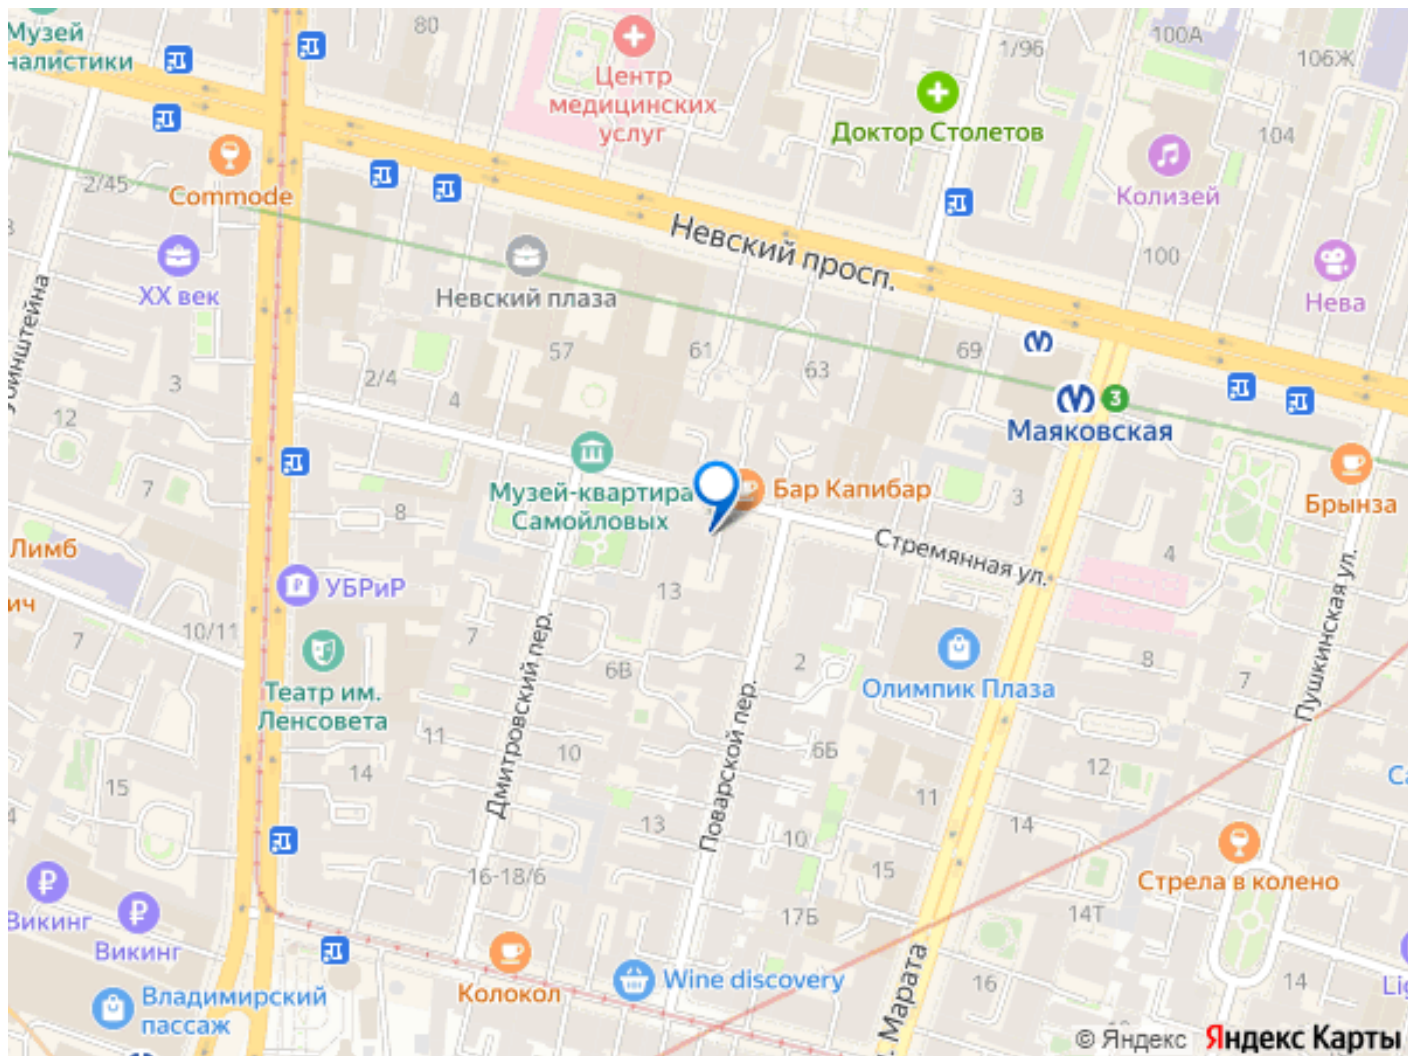 Музей
налистики
80
1/96
100А
106Ж
Центр
медицинских
услуг
Доктор Столетов
104
Колизей
2/45
Commode
Невский просп.
100
XX век
Невский плаза
Нева
57
61
63
69
3
2/4
4
12
3
Маяковская
Музей-квартира
Самойловых
Бар Капибар
3
Брынза
7
8
Стремянная ул.
4
Лимб
ич
УБРиР
13
7
10/11
7
6В
2
8
7
Пушкинская ул.
Олимпик Плаза
Театр им.
Ленсовета
Дмитровский пер.
Поварской пер.
11
10
6Б
12
14
15
11
13
10
14
15
4
16-18/6
Стрела в колено
Викинг
Викинг
17Б
14Т
Владимирский
пассаж
Колокол
Wine discovery
Марата
16
14
Lig
© Яндекс Яндекс Карты